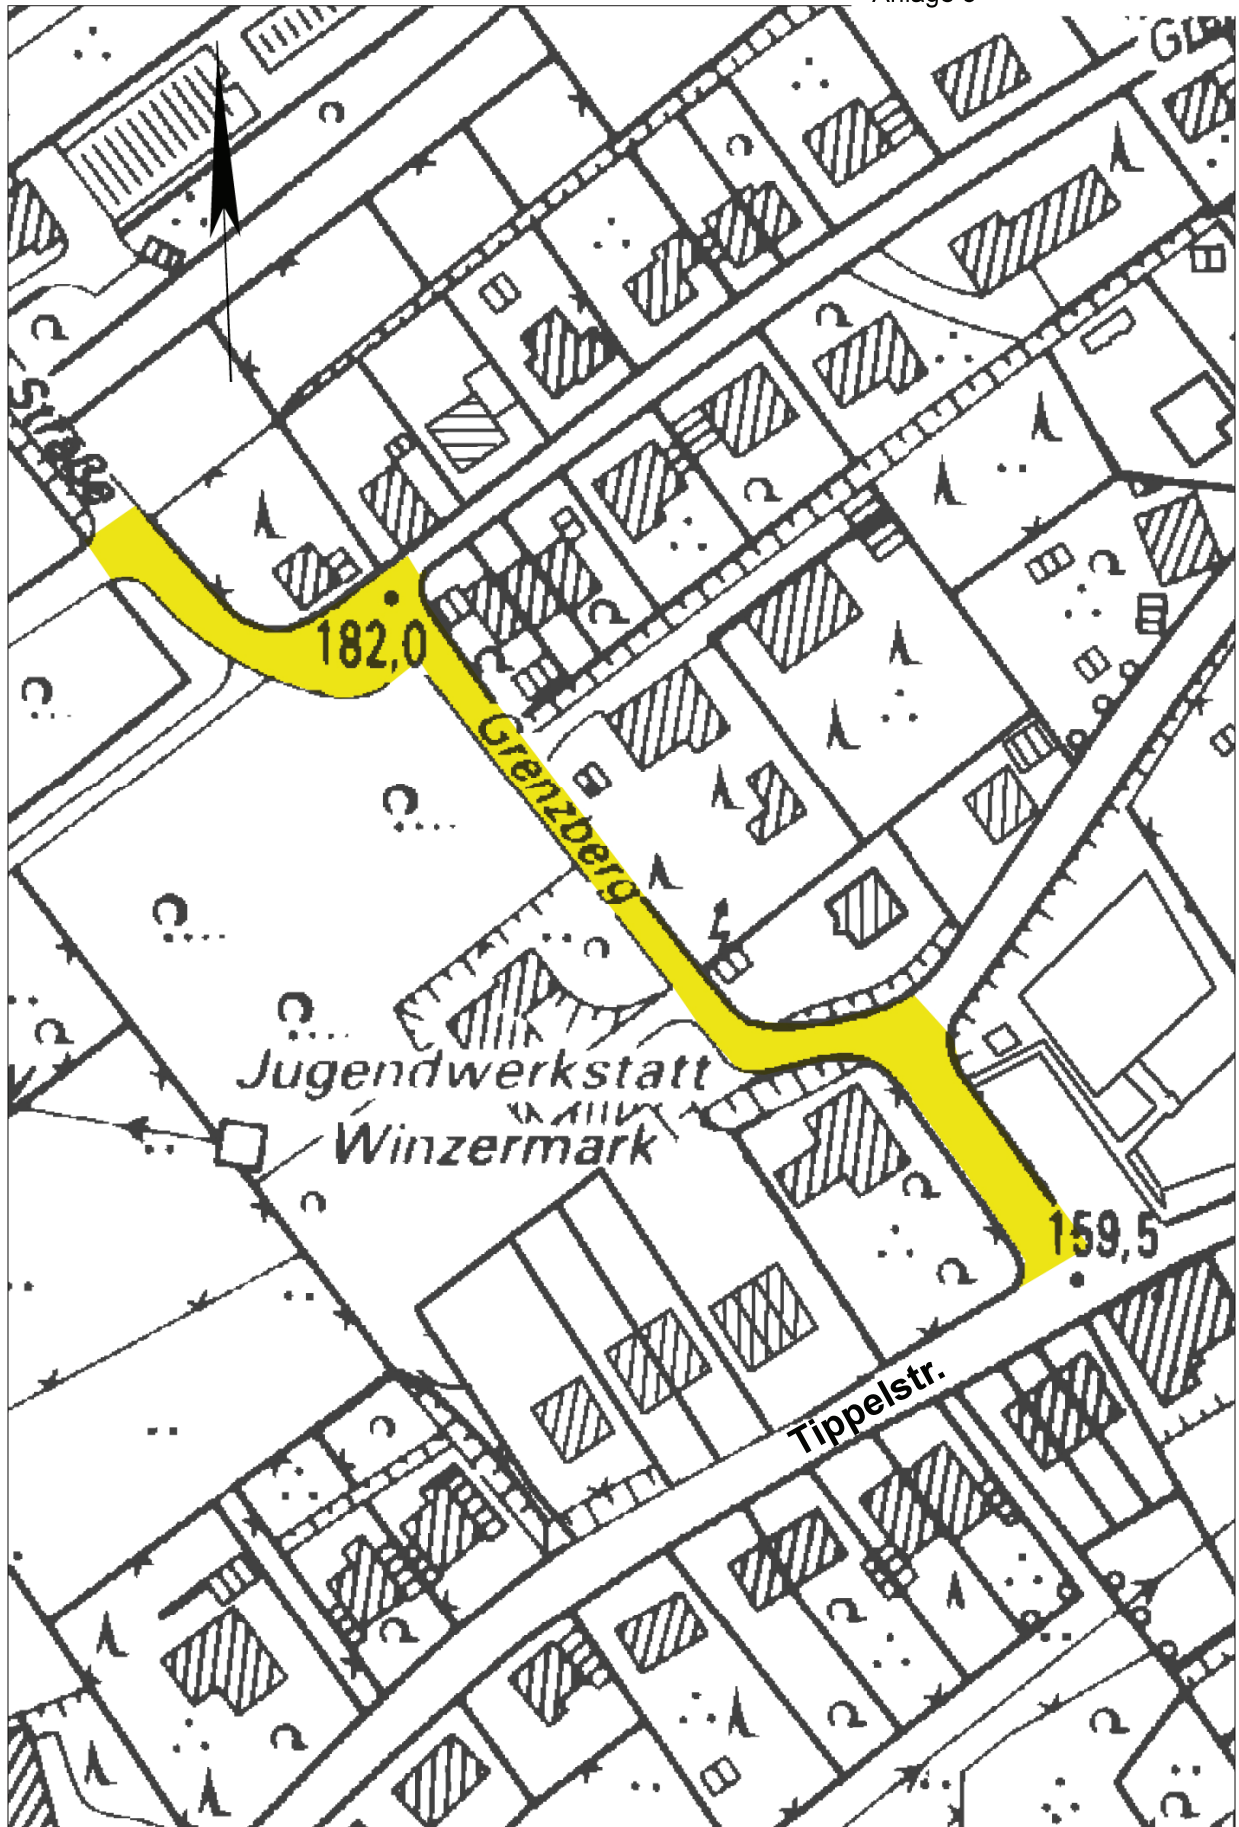 Straße
182,0
Grenzberg
Jugendwerkstatt
Winzermark
159,5
Tippelstr.